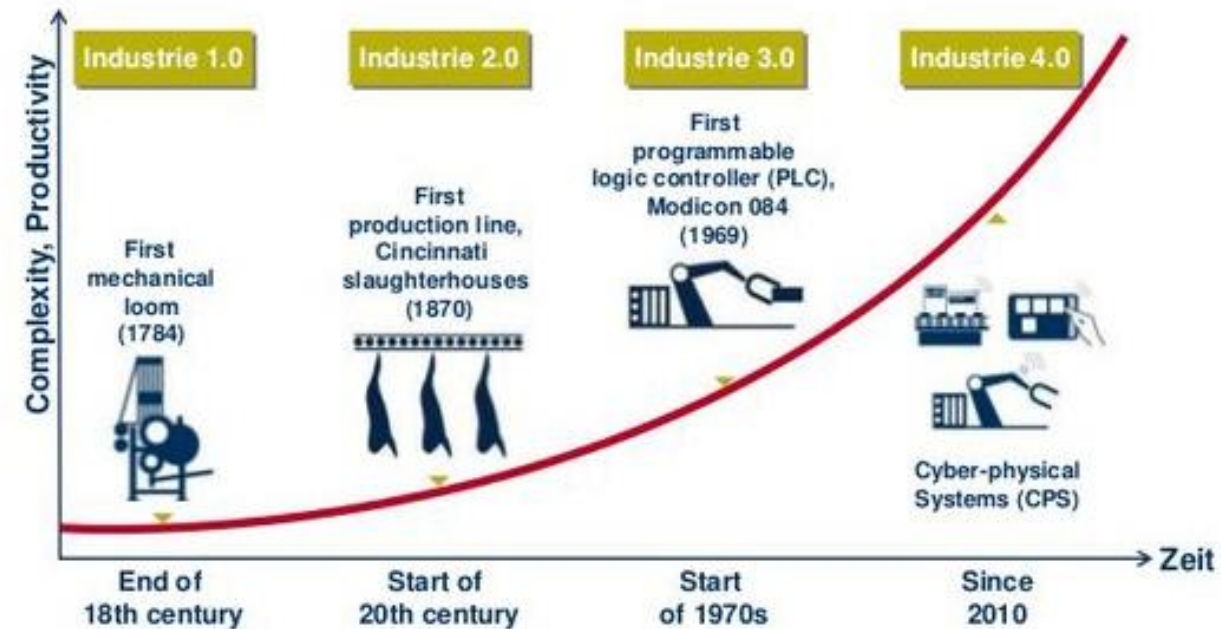 Industrie 1.0
Industrie 2.0
Industrie 3.0
Industrie 4.0
Complexity, Productivity
First
mechanical
loom
(1784)
First
production line,
Cincinnati
slaughterhouses
(1870)
First
programmable
logic controller (PLC),
Modicon 084
(1969)
Cyber-physical
Systems (CPS)
Zeit
End of
18th century
Start of
20th century
Start
of 1970s
Since
2010